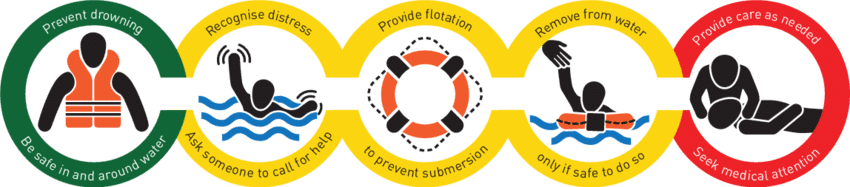 Prevent drowning
Be safe in and around water
Recognise distress
Ask someone to call for help
Provide flotation
to prevent submersion
Remove from water
only if safe to do so
Provide care as needed
Seek medical attention